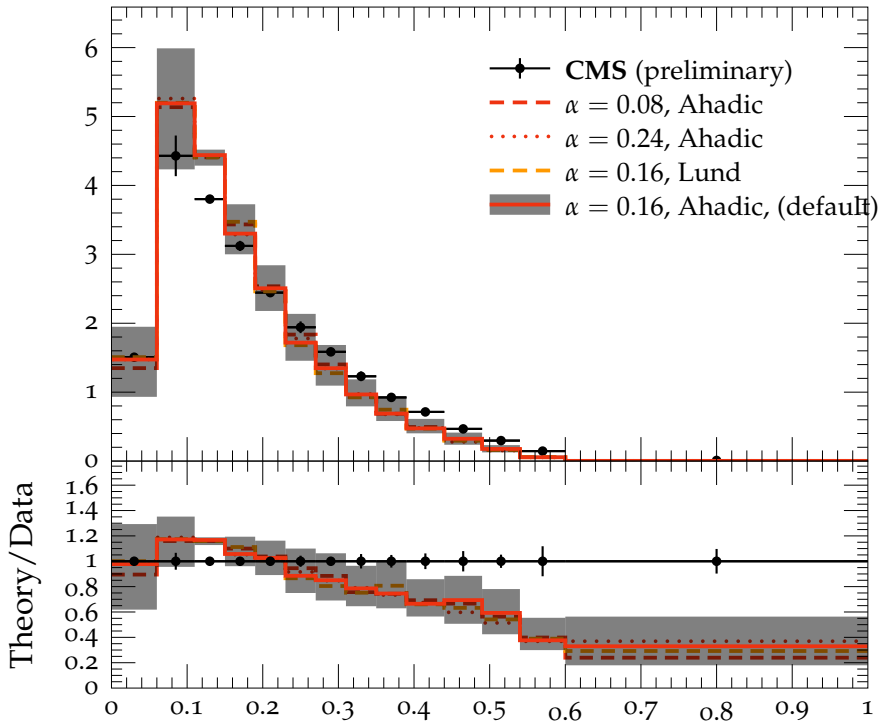 6
5
4
3
2
1
0
CMS (preliminary)
α = 0.08, Ahadic
α = 0.24, Ahadic
α = 0.16, Lund
α = 0.16, Ahadic, (default)
Theory/Data
1.6
1.4
1.2
1
0.8
0.6
0.4
0.2
0
0 0.1 0.2 0.3 0.4 0.5 0.6 0.7 0.8 0.9 1